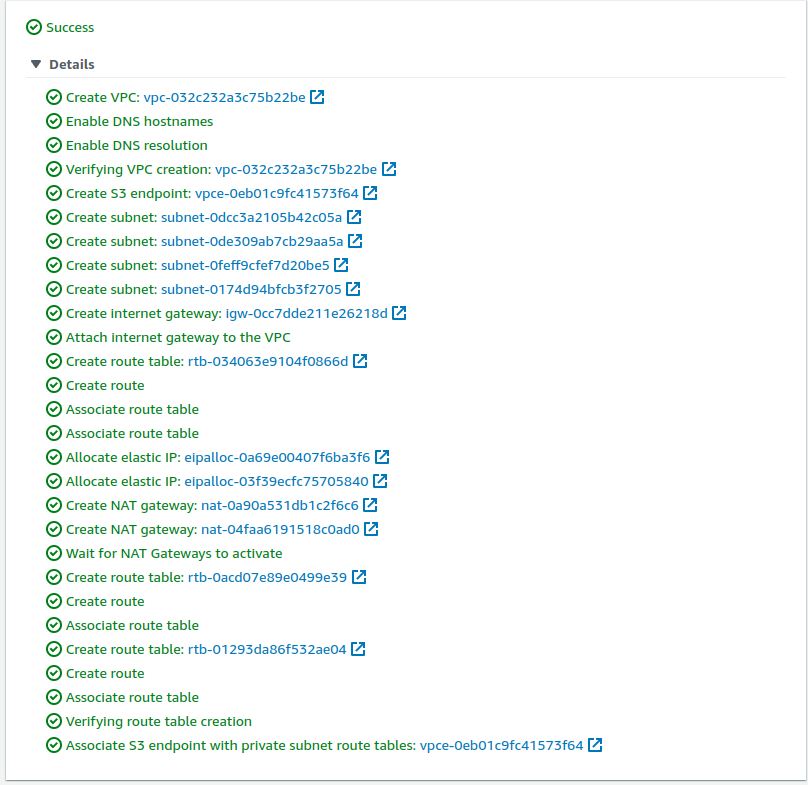 Success
Details
Create VPC: vpc-032c232a3c75b22be
Enable DNS hostnames
Enable DNS resolution
Verifying VPC creation: vpc-032c232a3c75b22be
Create S3 endpoint: vpce-0eb01c9fc41573f64
Create subnet: subnet-0dcc3a2105b42c05a
Create subnet: subnet-0de309ab7cb29aa5a
Create subnet: subnet-0feff9cfef7d20be5
Create subnet: subnet-0174d94bfcb3f2705
Create internet gateway: igw-0cc7dde211e26218d
Attach internet gateway to the VPC
Create route table: rtb-034063e9104f0866d
Create route
Associate route table
Associate route table
Allocate elastic IP: eipalloc-0a69e00407f6ba3f6
Allocate elastic IP: eipalloc-03f39ecfc75705840
Create NAT gateway: nat-0a90a531db1c2f6c6
Create NAT gateway: nat-04faa6191518c0ad0
Wait for NAT Gateways to activate
Create route table: rtb-0acd07e89e0499e39
Create route
Associate route table
Create route table: rtb-01293da86f532ae04
Create route
Associate route table
Verifying route table creation
Associate S3 endpoint with private subnet route tables: vpce-0eb01c9fc41573f64